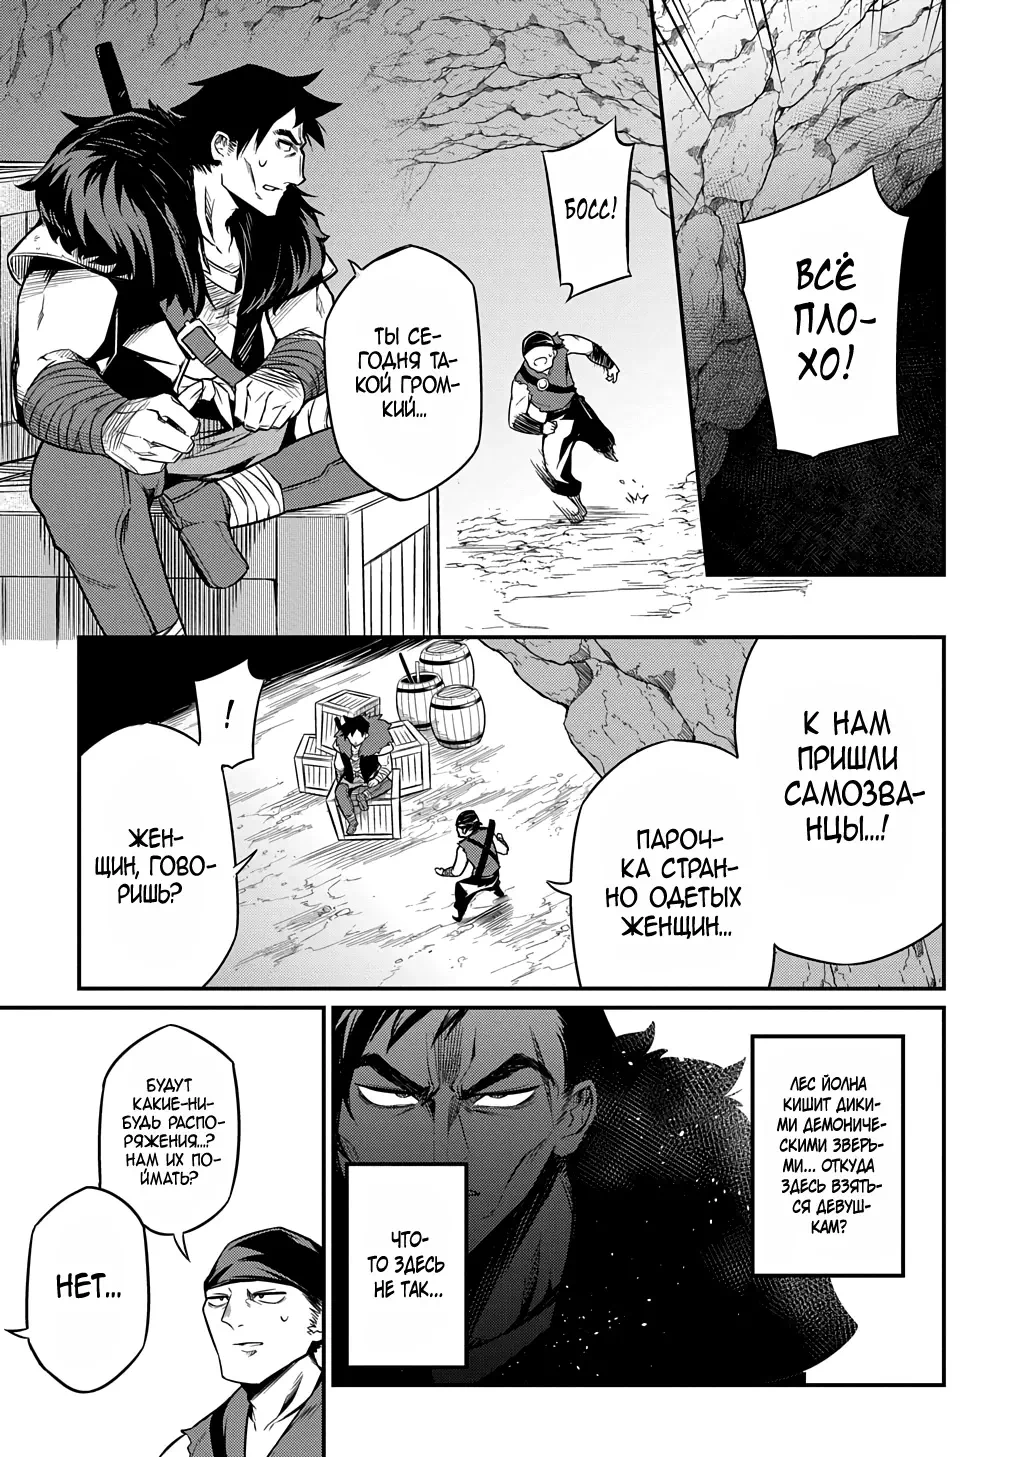 ВСЁ
ПЛО-
ХО!
БОСС!
ТЫ СЕ-
ГОДНЯ ТА-
КОЙ ГРОМ-
КИЙ...
К НАМ
ПРИШЛИ
САМОЗВА-
НЦЫ...!
ПАРОЧ-
КА СТРАН-
НО ОДЕТЫХ
ЖЕНЩИН...
!
ЖЕН-
ЩИН, ГОВО-
РИШЬ?
ЛЕС ЙОЛНА
КИШИТ ДИКИ-
МИ ДЕМОНИЧЕ-
СКИМИ ЗВЕРЬ-
МИ... ОТКУДА
ЗДЕСЬ ВЗЯТЬ-
СЯ ДЕВУШ-
КАМ?
ЧТО-
ТО ЗДЕСЬ
НЕ ТАК...
БУДУТ
КАКИЕ-НИ-
БУДЬ РАСПО-
РЯЖЕНИЯ...?
НАМ ИХ ПО-
ЙМАТЬ?
НЕТ...